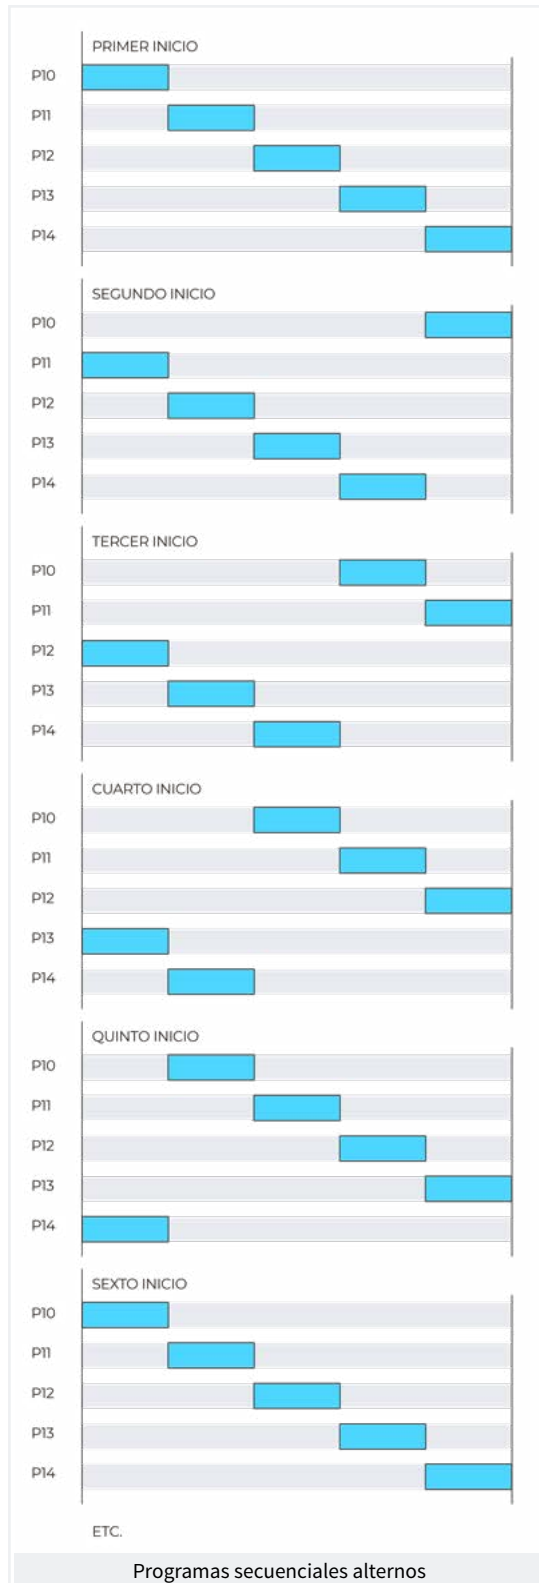 PRIMER INICIO
P10
P11
P12
P13
P14
SEGUNDO INICIO
P10
P11
P12
P13
P14
TERCER INICIO
P10
P11
P12
P13
P14
CUARTO INICIO
P10
P11
P12
P13
P14
QUINTO INICIO
P10
P11
P12
P13
P14
SEXTO INICIO
P10
P11
P12
P13
P14
ETC.
Programas secuenciales alternos